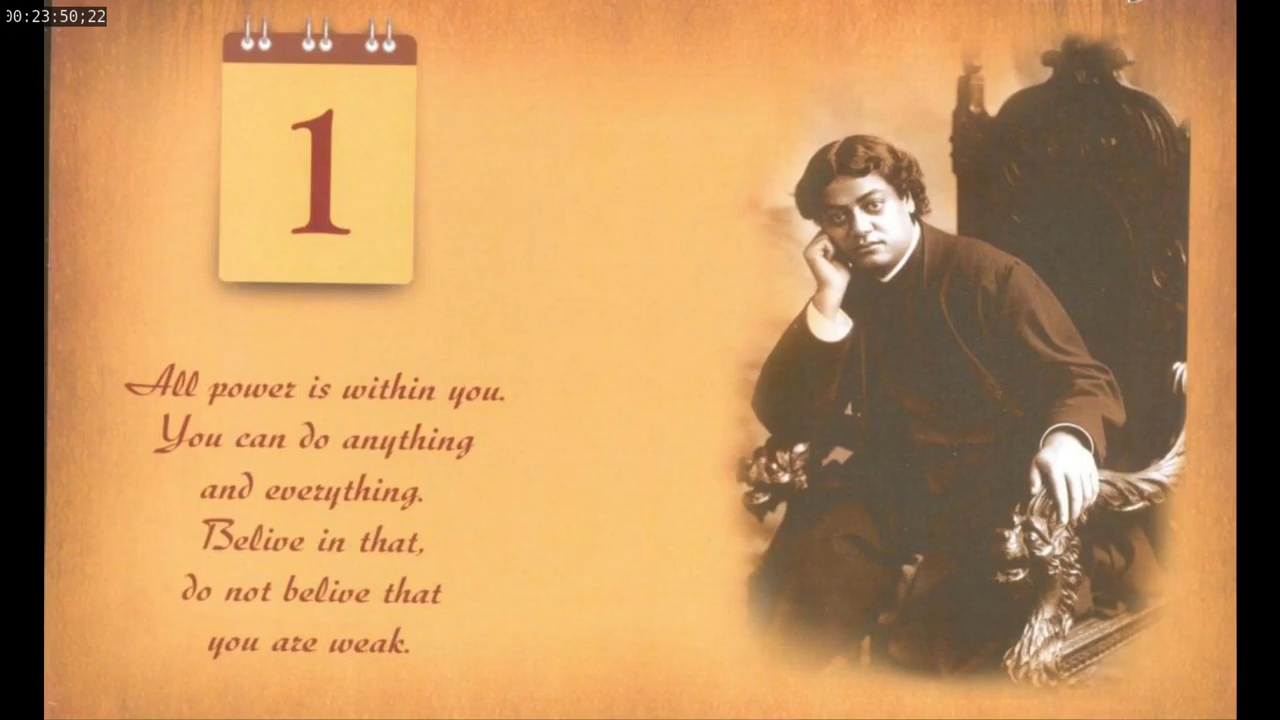 00:23:50;22
1
All power is within you.
You can do anything
and everything.
Belive in that,
do not belive that
you are weak.